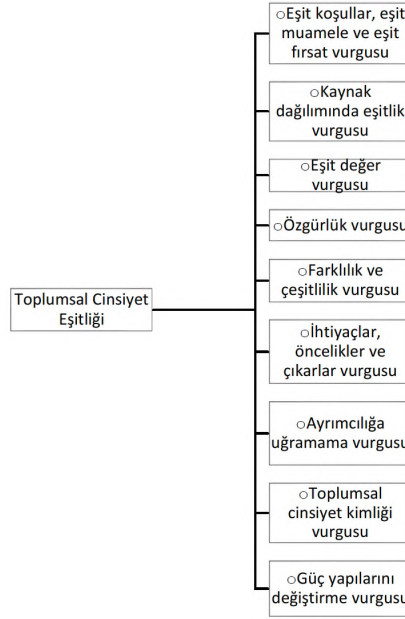 Toplumsal Cinsiyet
Eşitliği
○Eşit koşullar, eşit
muamele ve eşit
fırsat vurgusu
○Kaynak
dağılımında eşitlik
vurgusu
○Eşit değer
vurgusu
○Özgürlük vurgusu
○Farklılık ve
çeşitlilik vurgusu
○İhtiyaçlar,
öncelikler ve
çıkarlar vurgusu
○Ayrımcılığa
uğramama vurgusu
○Toplumsal
cinsiyet kimliği
vurgusu
○Güç yapılarını
değiştirme vurgusu